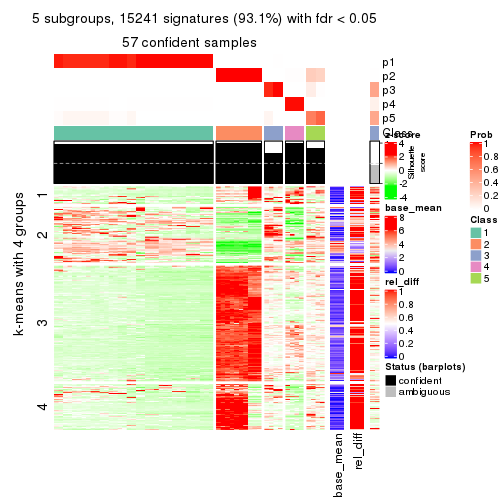 5 subgroups, 15241 signatures (93.1%) with fdr < 0.05
57 confident samples
p1
p2
p3
p4
p5
Class
k-means with 4 groups
1
2
3
4
base_mean
rel_diff
Silhouette
score
z-score
4
2
0
-2
-4
base_mean
8
6
4
2
0
rel_diff
1
0.8
0.6
0.4
0.2
0
Status (barplots)
confident
ambiguous
Prob
1
0.8
0.6
0.4
0.2
0
Class
1
2
3
4
5